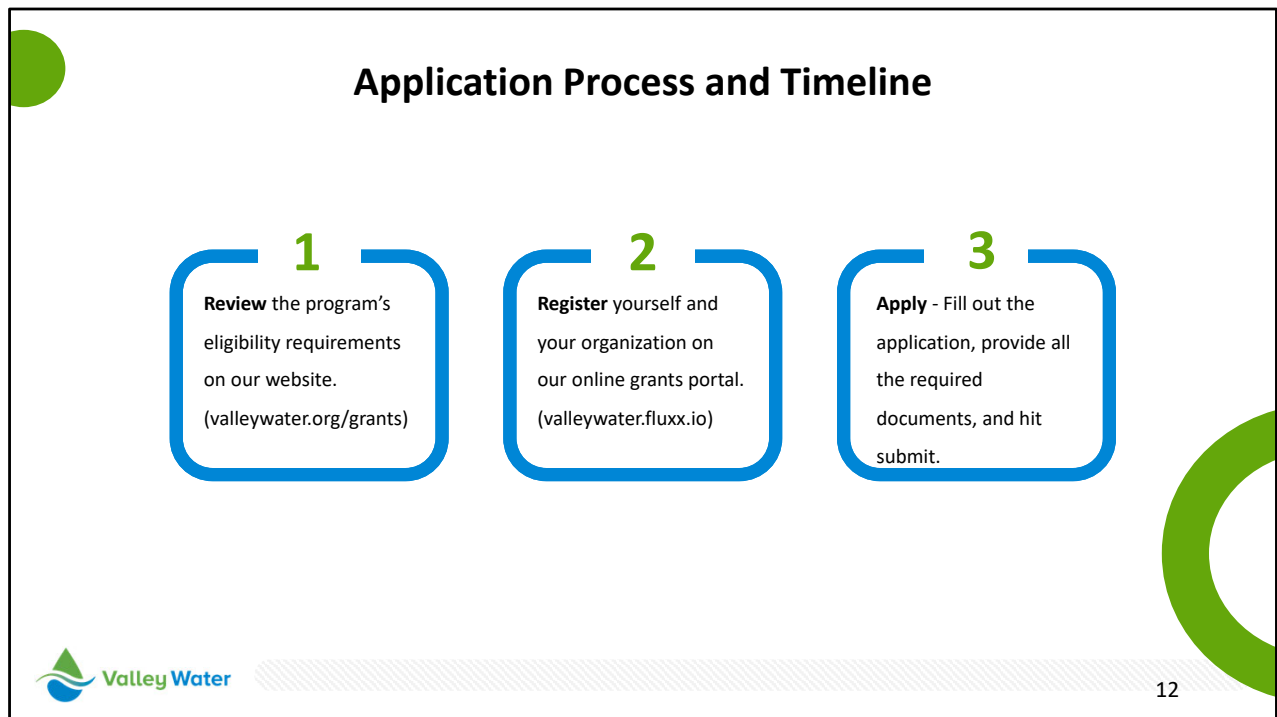 Application Process and Timeline
1
Review the program’s
eligibility requirements
on our website.
(valleywater.org/grants)
2
Register yourself and
your organization on
our online grants portal.
(valleywater.fluxx.io)
3
Apply - Fill out the
application, provide all
the required
documents, and hit
submit.
Valley Water
12